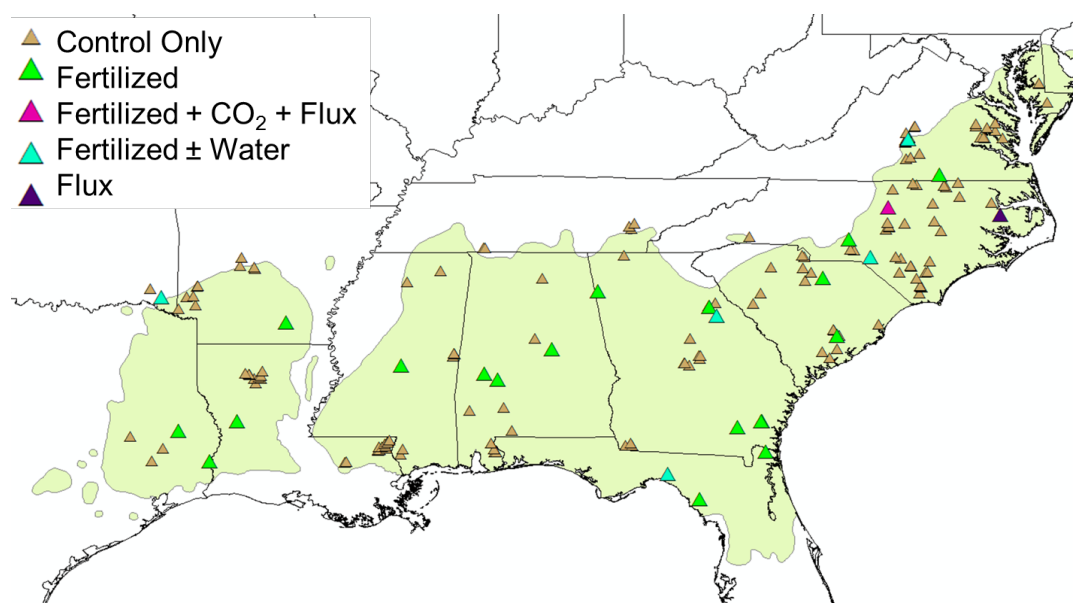 Control Only
Fertilized
Fertilized + CO₂ + Flux
Fertilized ± Water
Flux